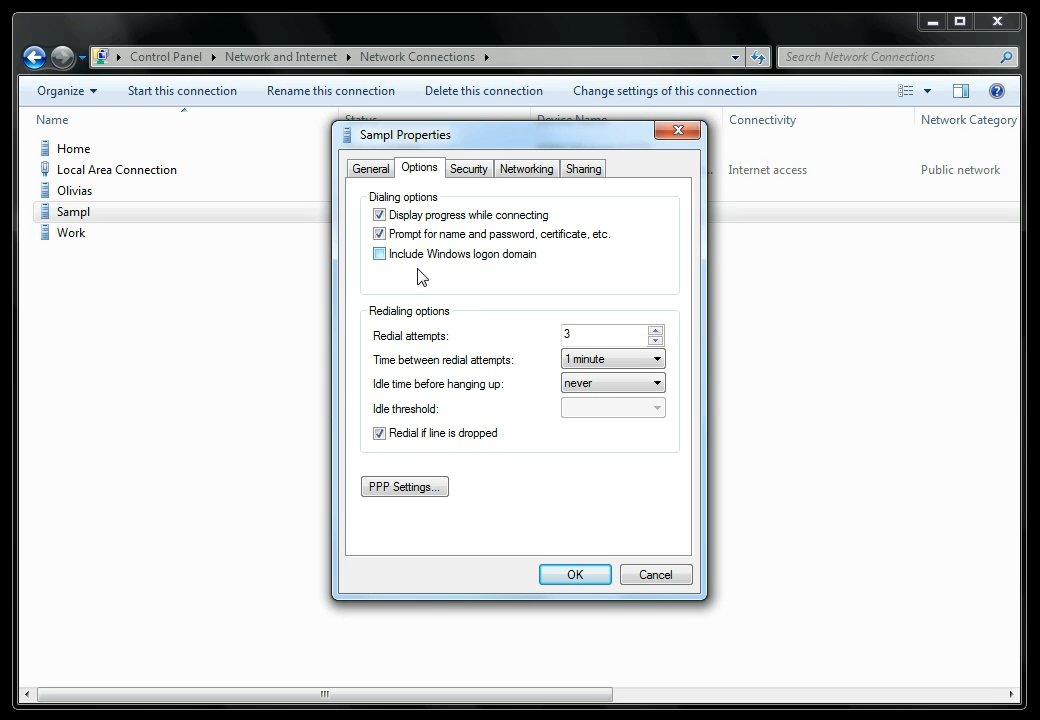 Control Panel Network and Internet Network Connections Search Network Connections
Organize Start this connection Rename this connection Delete this connection Change settings of this connection
Name Status Device Name Connectivity Network Category
Home
Local Area Connection Internet access Public network
Olivias
Sampl
Work
Sampl Properties
General Options Security Networking Sharing
Dialing options
Display progress while connecting
Prompt for name and password, certificate, etc.
Include Windows logon domain
Redialing options
Redial attempts: 3
Time between redial attempts: 1 minute
Idle time before hanging up: never
Idle threshold:
Redial if line is dropped
PPP Settings...
OK Cancel